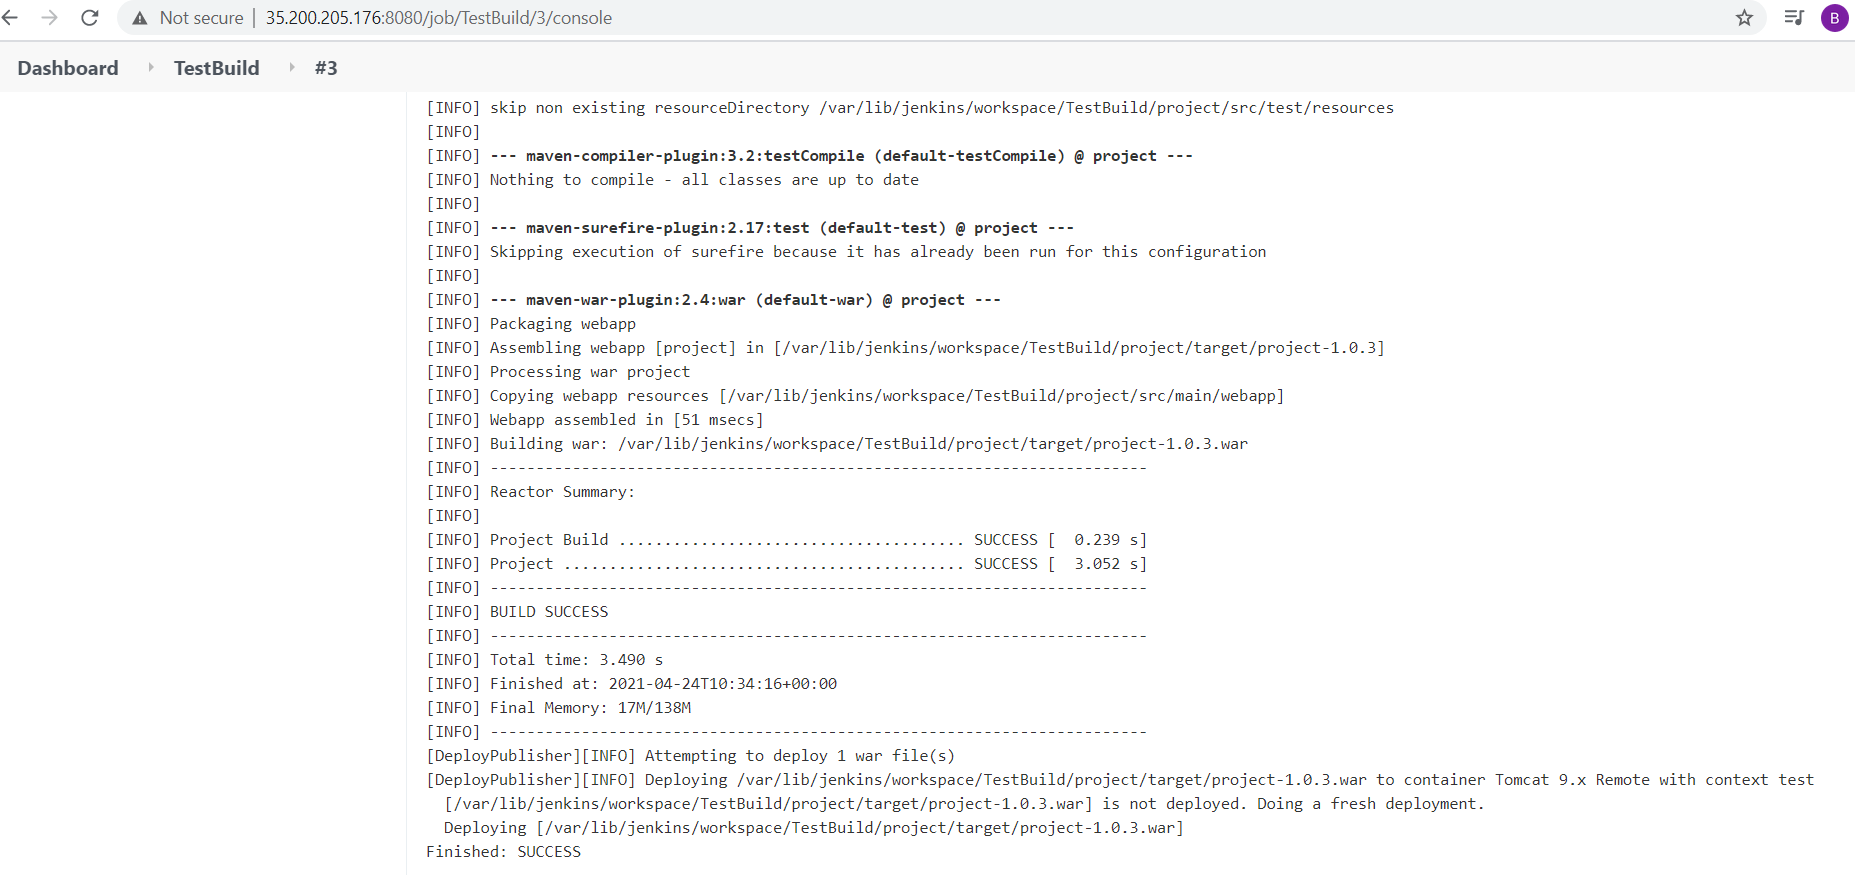 Not secure | 35.200.205.176:8080/job/TestBuild/3/console
B
Dashboard TestBuild #3
[INFO] skip non existing resourceDirectory /var/lib/jenkins/workspace/TestBuild/project/src/test/resources
[INFO]
[INFO] --- maven-compiler-plugin:3.2:testCompile (default-testCompile) @ project ---
[INFO] Nothing to compile - all classes are up to date
[INFO]
[INFO] --- maven-surefire-plugin:2.17:test (default-test) @ project ---
[INFO] Skipping execution of surefire because it has already been run for this configuration
[INFO]
[INFO] --- maven-war-plugin:2.4:war (default-war) @ project ---
[INFO] Packaging webapp
[INFO] Assembling webapp [project] in [/var/lib/jenkins/workspace/TestBuild/project/target/project-1.0.3]
[INFO] Processing war project
[INFO] Copying webapp resources [/var/lib/jenkins/workspace/TestBuild/project/src/main/webapp]
[INFO] Webapp assembled in [51 msecs]
[INFO] Building war: /var/lib/jenkins/workspace/TestBuild/project/target/project-1.0.3.war
[INFO] ------------------------------------------------------------------------
[INFO] Reactor Summary:
[INFO]
[INFO] Project Build ...................................... SUCCESS [  0.239 s]
[INFO] Project ............................................ SUCCESS [  3.052 s]
[INFO] ------------------------------------------------------------------------
[INFO] BUILD SUCCESS
[INFO] ------------------------------------------------------------------------
[INFO] Total time: 3.490 s
[INFO] Finished at: 2021-04-24T10:34:16+00:00
[INFO] Final Memory: 17M/138M
[INFO] ------------------------------------------------------------------------
[DeployPublisher][INFO] Attempting to deploy 1 war file(s)
[DeployPublisher][INFO] Deploying /var/lib/jenkins/workspace/TestBuild/project/target/project-1.0.3.war to container Tomcat 9.x Remote with context test
[/var/lib/jenkins/workspace/TestBuild/project/target/project-1.0.3.war] is not deployed. Doing a fresh deployment.
Deploying [/var/lib/jenkins/workspace/TestBuild/project/target/project-1.0.3.war]
Finished: SUCCESS